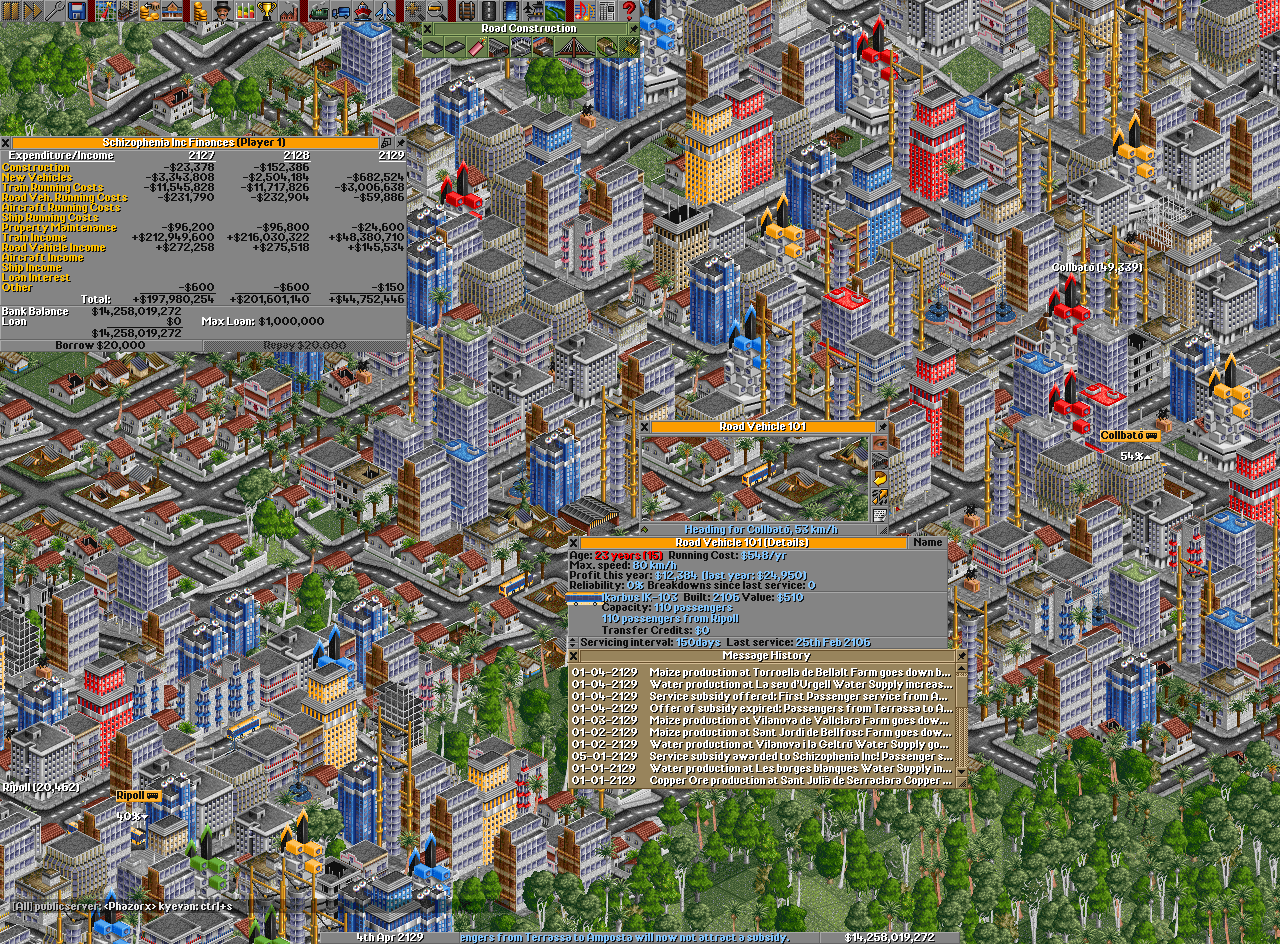 Road Construction
Schizophenia Inc Finances (Player 1)
Expenditure/Income 2127 2128 2129
Construction -$23,378 -$152,386
New Vehicles -$3,343,808 -$2,504,184 -$682,524
Train Running Costs -$11,545,828 -$11,717,826 -$3,006,638
Road Veh. Running Costs -$231,790 -$232,904 -$59,886
Aircraft Running Costs
Ship Running Costs
Property Maintenance -$96,200 -$96,800 -$24,600
Train Income +$212,949,600 +$216,030,322 +$48,380,710
Road Vehicle Income +$272,258 +$275,518 +$145,534
Aircraft Income
Ship Income
Loan Interest
Other -$600 -$600 -$150
Total: +$197,980,254 +$201,601,140 +$44,752,446
Bank Balance $14,258,019,272
Loan $0 Max Loan: $1,000,000
$14,258,019,272
Borrow $20,000 Repay $20,000
Collbató (49,339)
Collbató
54%
Road Vehicle 101
Heading for Collbató, 53 km/h
Road Vehicle 101 (Details) Name
Age: 23 years (15) Running Cost: $548/yr
Max. speed: 80 km/h
Profit this year: $12,384 (last year: $24,950)
Reliability: 0% Breakdowns since last service: 0
Ikarbus IK-103 Built: 2106 Value: $510
Capacity: 110 passengers
110 passengers from Ripoll
Transfer Credits: $0
Servicing interval: 150days Last service: 25th Feb 2106
Message History
01-04-2129 Maize production at Torroella de Bellalt Farm goes down b...
01-04-2129 Water production at La seu d'Urgell Water Supply increas...
01-04-2129 Service subsidy offered: First Passenger service from A...
01-04-2129 Offer of subsidy expired: Passengers from Terrassa to A...
01-03-2129 Maize production at Vilanova de Vallclara Farm goes dow...
01-02-2129 Maize production at Sant Jordi de Bellfosc Farm goes dow...
01-02-2129 Water production at Vilanova i la Geltrú Water Supply go...
05-01-2129 Service subsidy awarded to Schizophenia Inc! Passenger s...
01-01-2129 Water production at Les borges blanques Water Supply in...
01-01-2129 Copper Ore production at Sant Julià de Serraclara Copper ...
Ripoll (20,462)
Ripoll
40%
[All] publicserver: <Phazorx> kyevan: ctrl+s
4th Apr 2129 engers from Terrassa to Amposta will now not attract a subsidy. $14,258,019,272